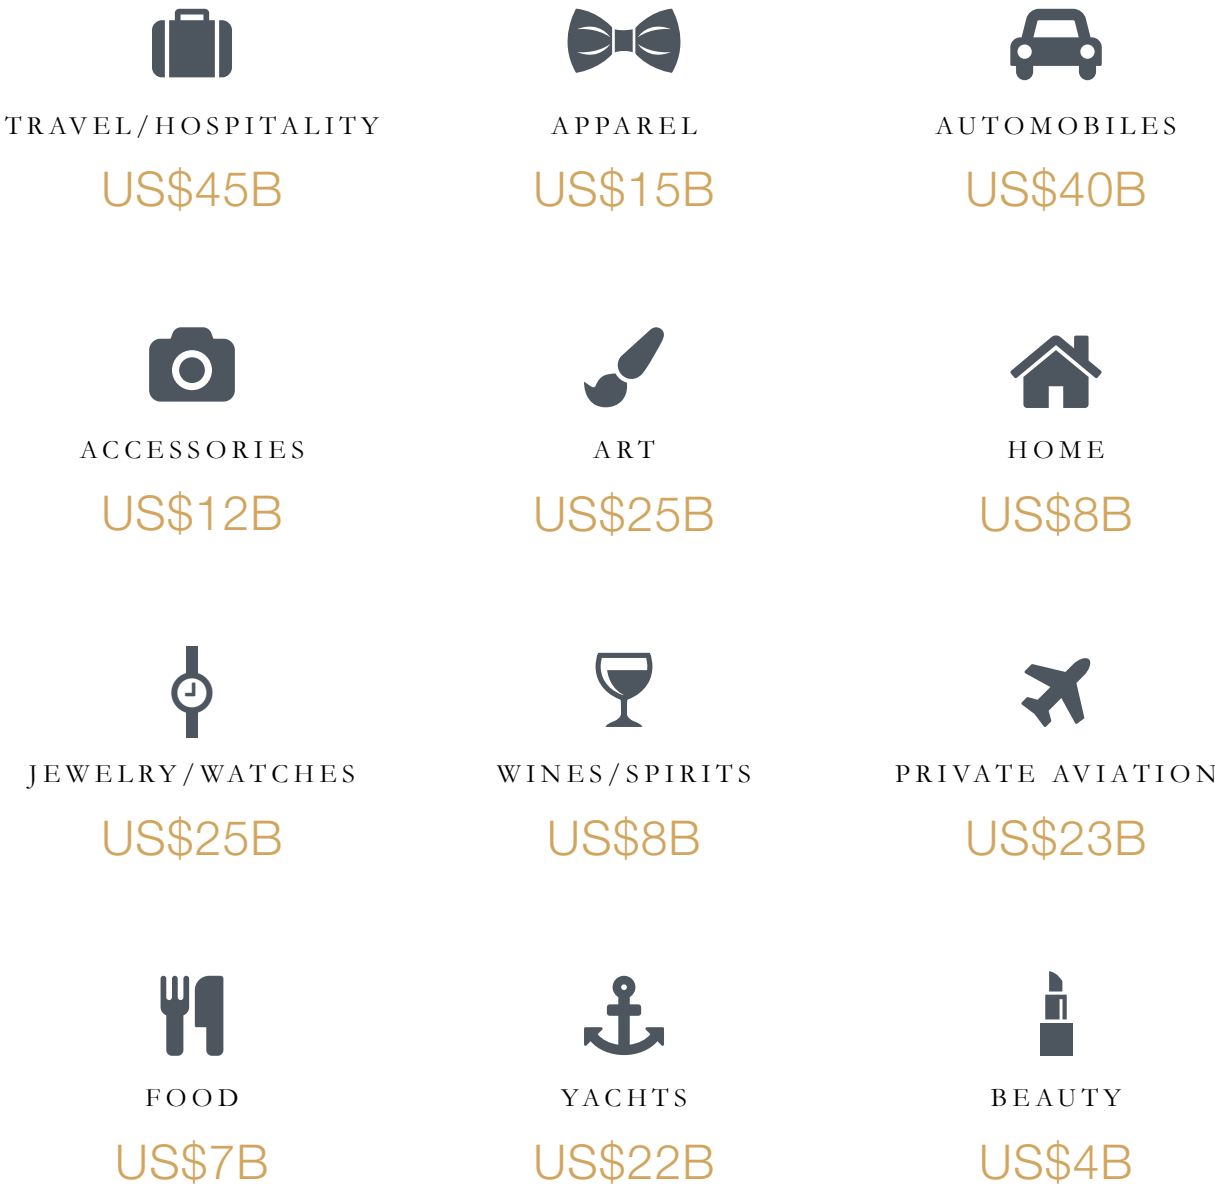 TRAVEL/HOSPITALITY
US$45B
APPAREL
US$15B
AUTOMOBILES
US$40B
ACCESSORIES
US$12B
ART
US$25B
HOME
US$8B
JEWELRY/WATCHES
US$25B
WINES/SPIRITS
US$8B
PRIVATE AVIATION
US$23B
FOOD
US$7B
YACHTS
US$22B
BEAUTY
US$4B